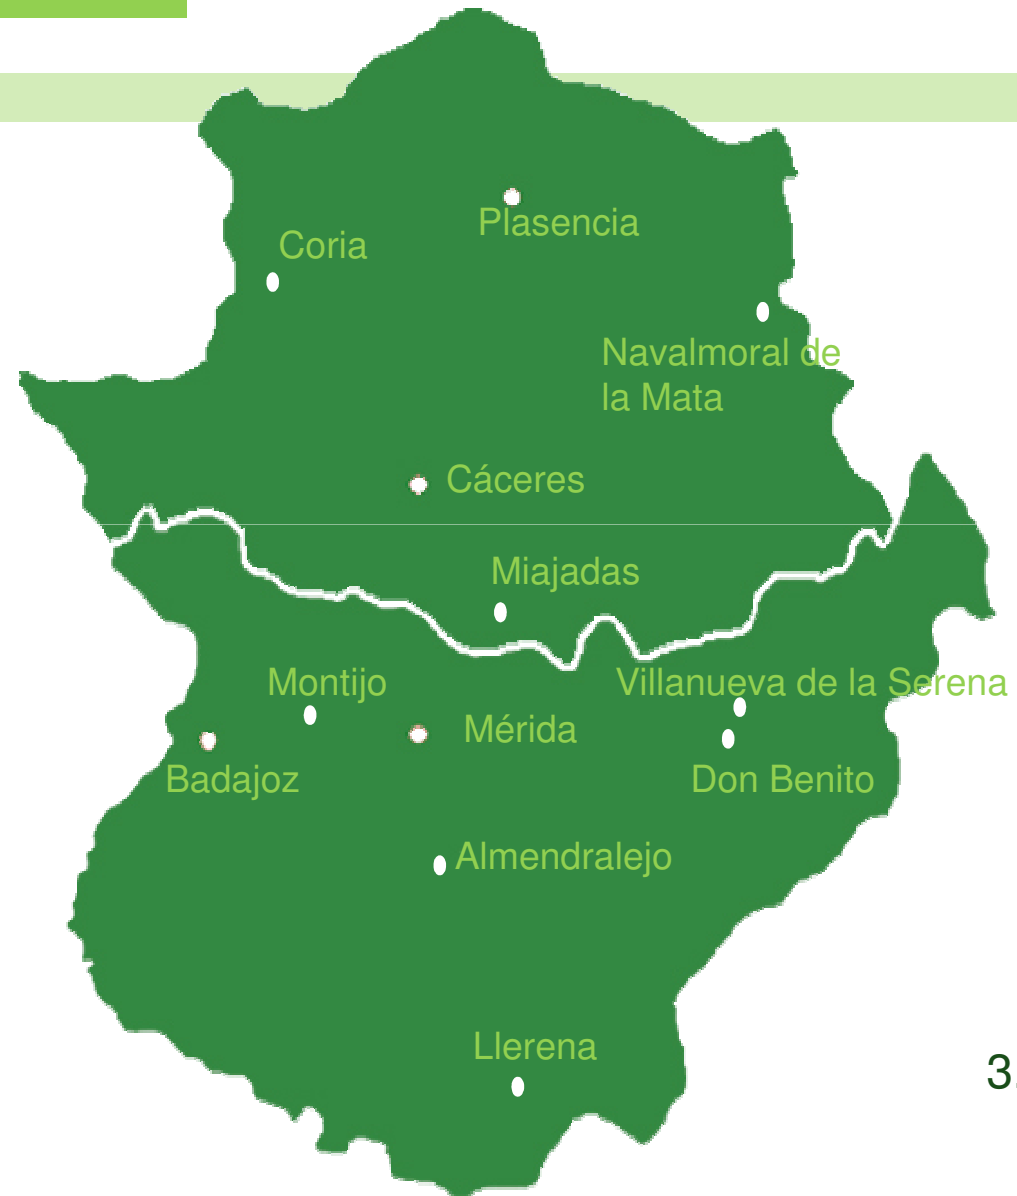 Plasencia
Coria
Navalmoral de
la Mata
Cáceres
Miajadas
Montijo
Villanueva de la Serena
Mérida
Badajoz
Don Benito
Almendralejo
Llerena
3